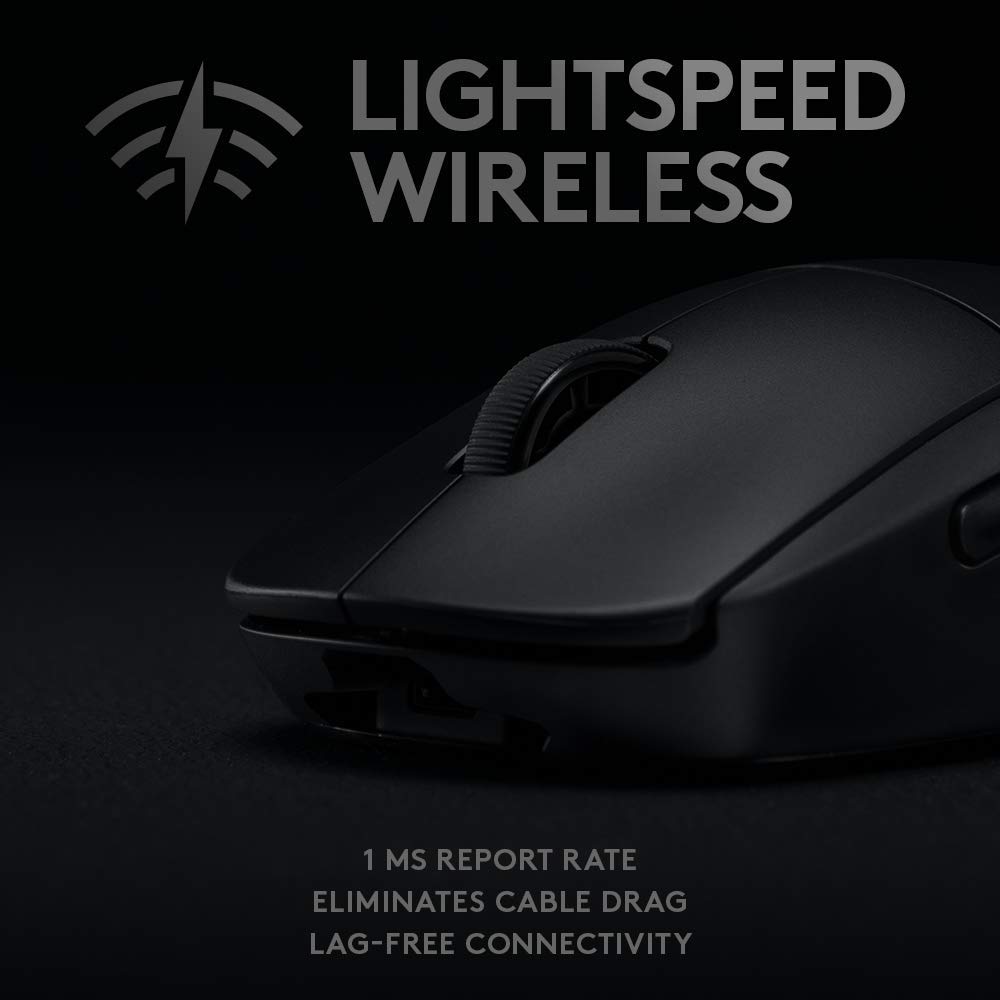 LIGHTSPEED
WIRELESS
1 MS REPORT RATE
ELIMINATES CABLE DRAG
LAG-FREE CONNECTIVITY